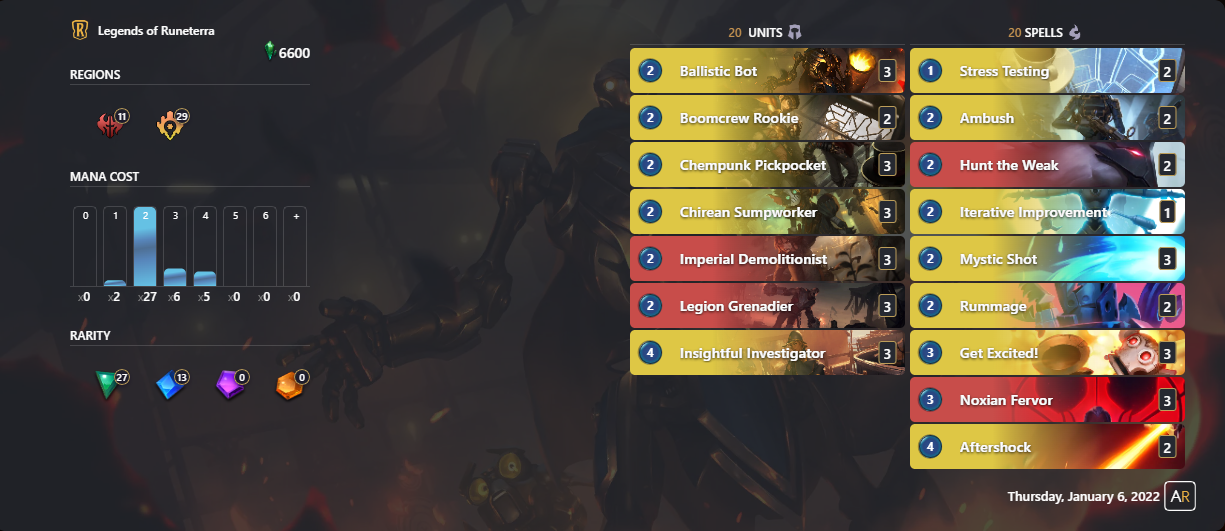 Legends of Runeterra
6600
REGIONS
11
29
MANA COST
0 1 2 3 4 5 6 +
x0 x2 x27 x6 x5 x0 x0 x0
RARITY
27
13
0
0
20 UNITS
2 Ballistic Bot 3
2 Boomcrew Rookie 2
2 Chempunk Pickpocket 3
2 Chirean Sumpworker 3
2 Imperial Demolitionist 3
2 Legion Grenadier 3
4 Insightful Investigator 3
20 SPELLS
1 Stress Testing 2
2 Ambush 2
2 Hunt the Weak 2
2 Iterative Improvement 1
2 Mystic Shot 3
2 Rummage 2
3 Get Excited! 3
3 Noxian Fervor 3
4 Aftershock 2
Thursday, January 6, 2022 AR